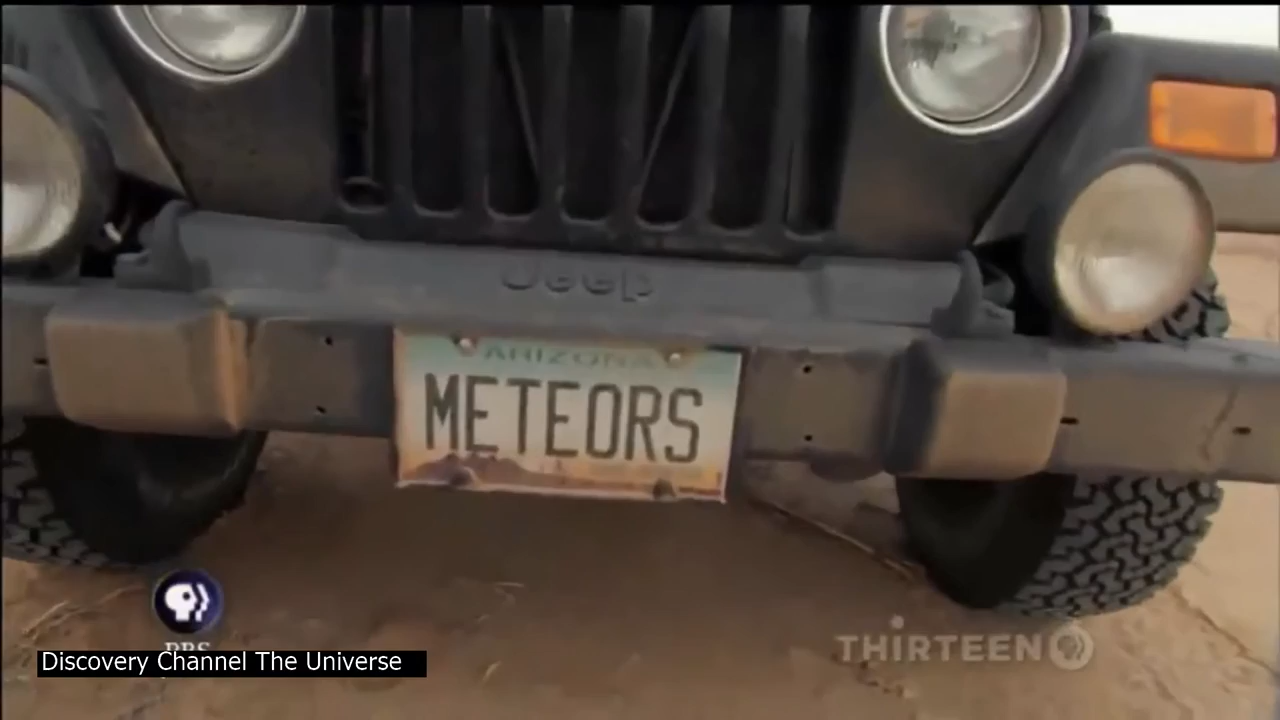 Jeep
ARIZONA
METEORS
PBS
Discovery Channel The Universe
THIRTEEN